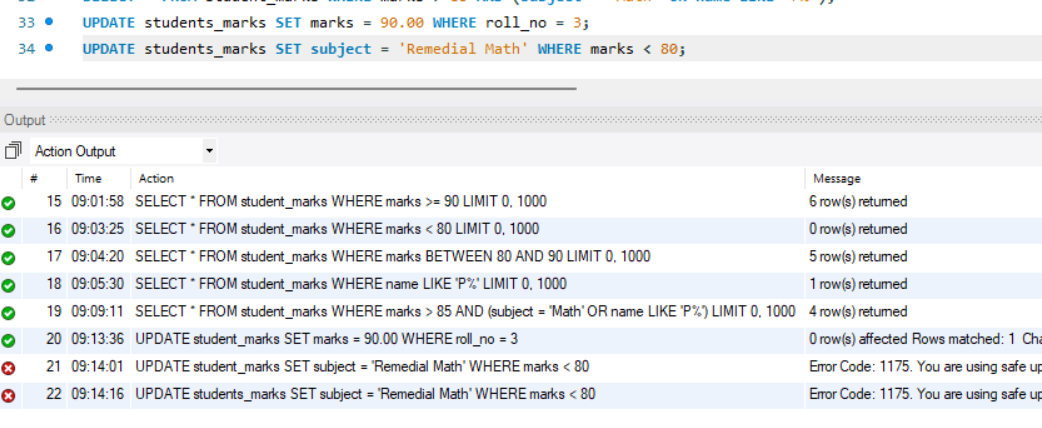 33 UPDATE students_marks SET marks = 90.00 WHERE roll_no = 3;
34 UPDATE students_marks SET subject = 'Remedial Math' WHERE marks < 80;
Output
Action Output
# Time Action Message
15 09:01:58 SELECT * FROM student_marks WHERE marks >= 90 LIMIT 0, 1000 6 row(s) returned
16 09:03:25 SELECT * FROM student_marks WHERE marks < 80 LIMIT 0, 1000 0 row(s) returned
17 09:04:20 SELECT * FROM student_marks WHERE marks BETWEEN 80 AND 90 LIMIT 0, 1000 5 row(s) returned
18 09:05:30 SELECT * FROM student_marks WHERE name LIKE 'P%' LIMIT 0, 1000 1 row(s) returned
19 09:09:11 SELECT * FROM student_marks WHERE marks > 85 AND (subject = 'Math' OR name LIKE 'P%') LIMIT 0, 1000 4 row(s) returned
20 09:13:36 UPDATE student_marks SET marks = 90.00 WHERE roll_no = 3 0 row(s) affected Rows matched: 1 Cha
21 09:14:01 UPDATE student_marks SET subject = 'Remedial Math' WHERE marks < 80 Error Code: 1175. You are using safe up
22 09:14:16 UPDATE students_marks SET subject = 'Remedial Math' WHERE marks < 80 Error Code: 1175. You are using safe up